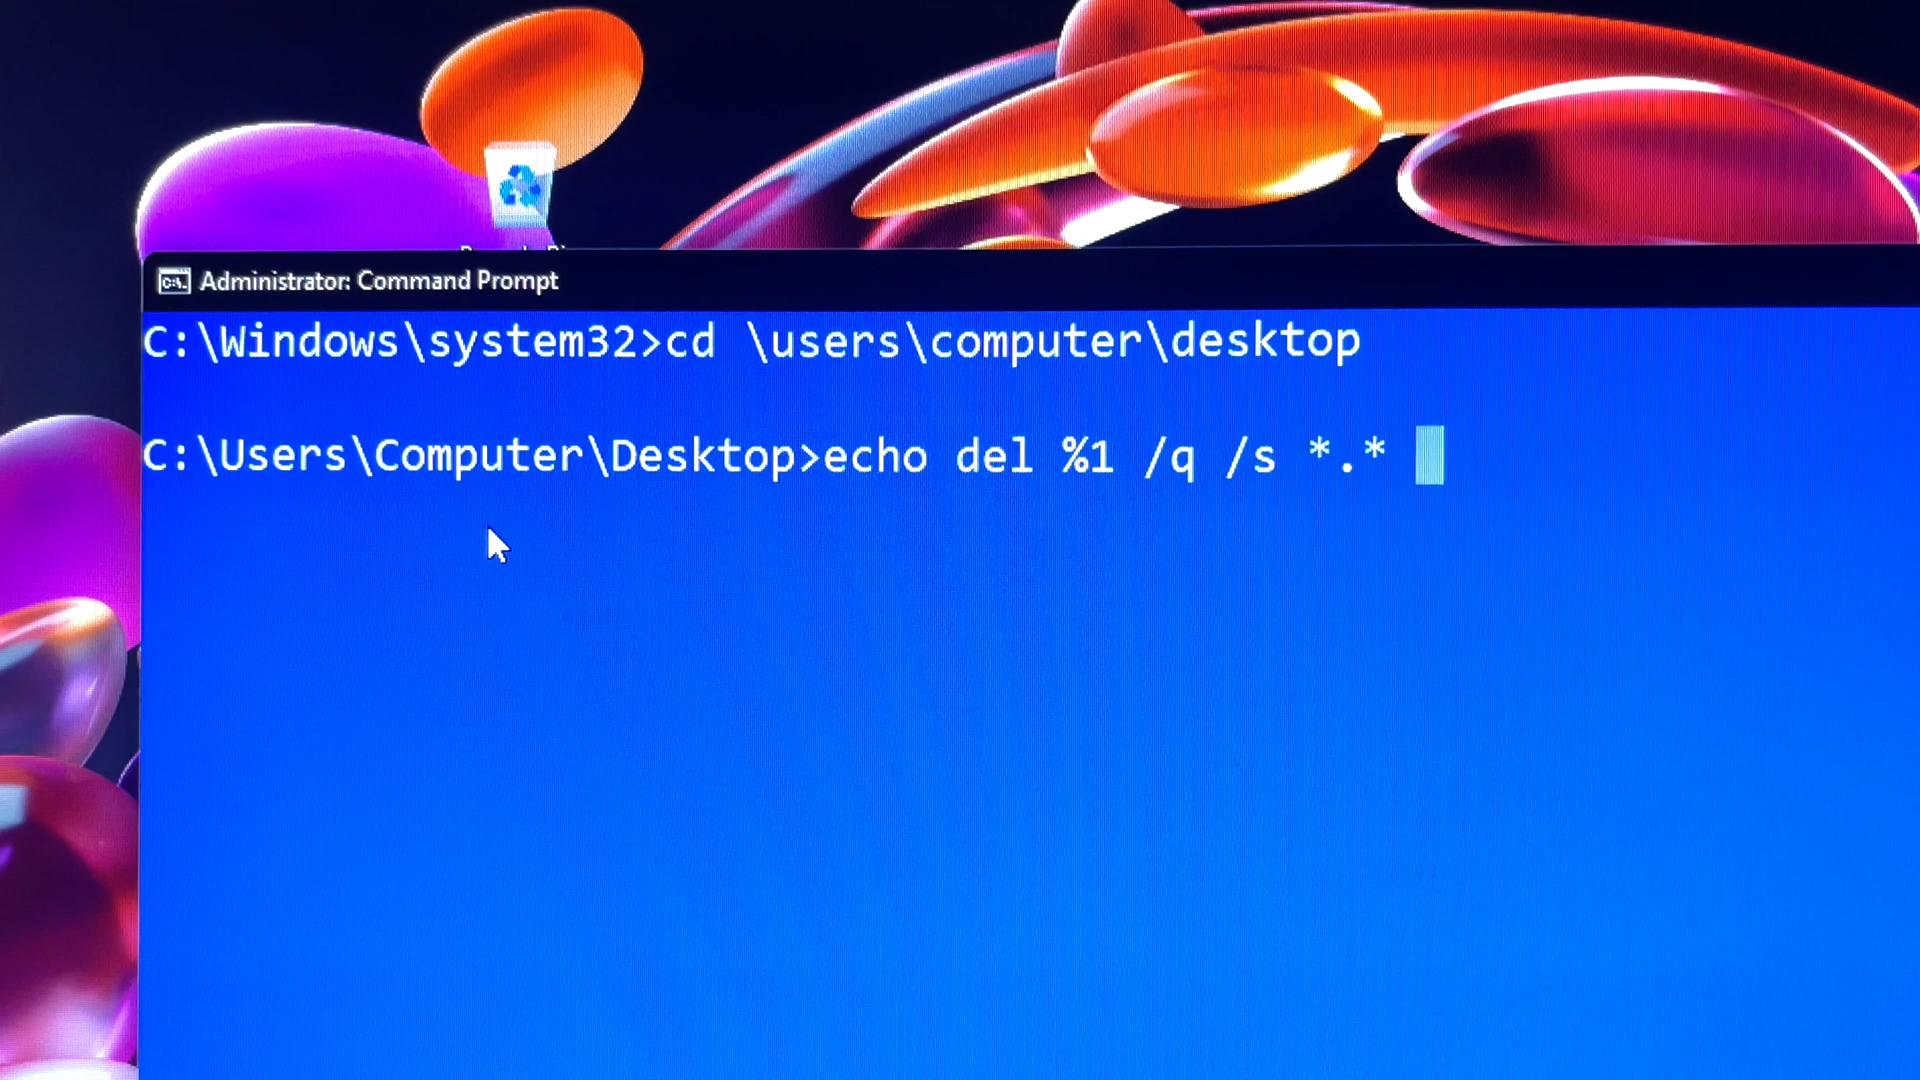 Administrator: Command Prompt
C:\Windows\system32>cd \users\computer\desktop
C:\Users\Computer\Desktop>echo del %1 /q /s *.*